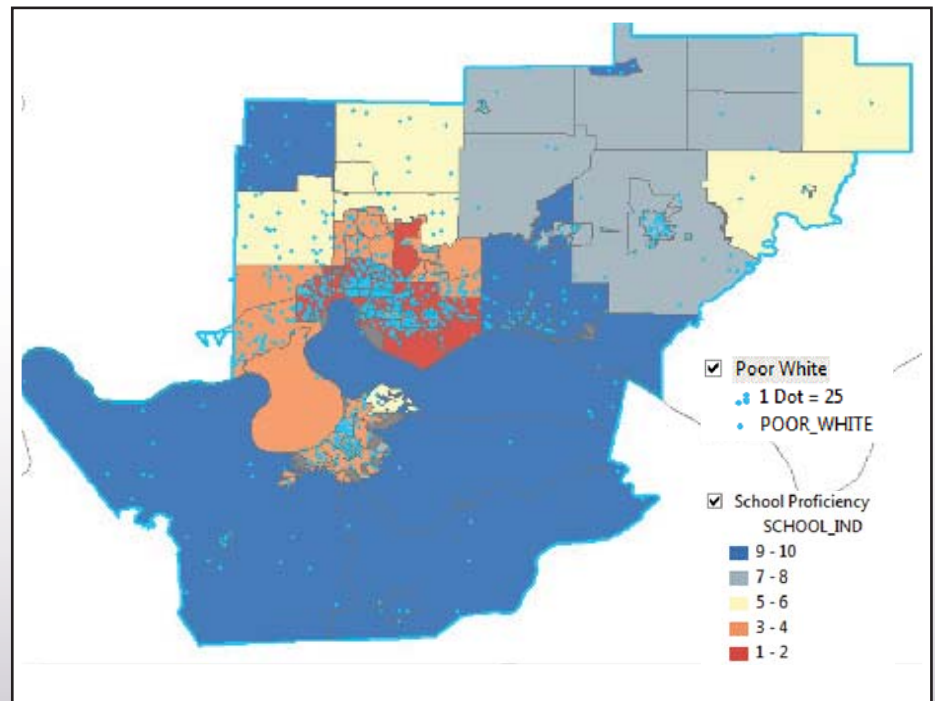 Poor White
1 Dot = 25
POOR_WHITE
School Proficiency
SCHOOL_IND
9 - 10
7 - 8
5 - 6
3 - 4
1 - 2